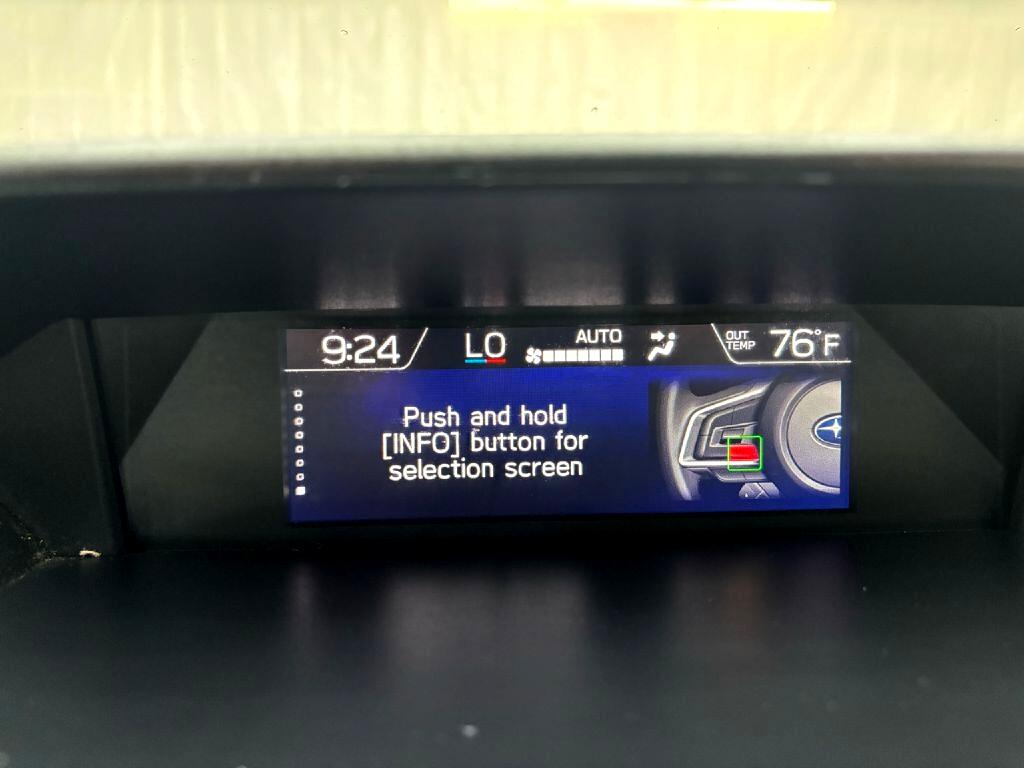 9:24 LO AUTO OUT TEMP 76°F
Push and hold
[INFO] button for
selection screen